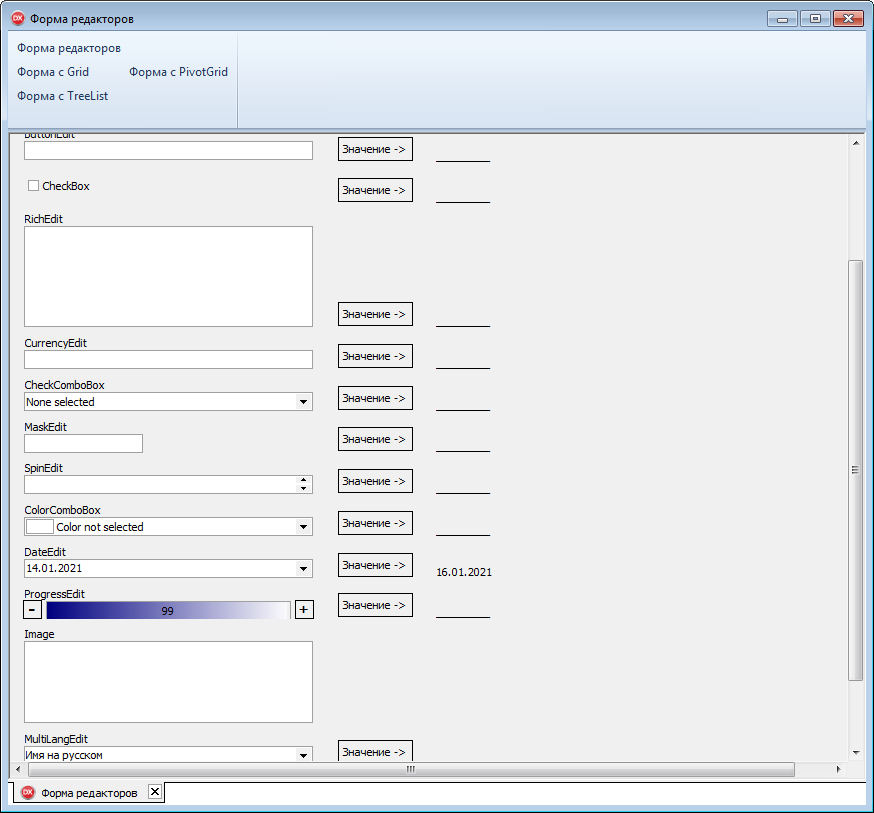 Форма редакторов
Форма редакторов
Форма с Grid Форма с PivotGrid
Форма с TreeList
ButtonEdit
Значение ->
CheckBox
Значение ->
RichEdit
Значение ->
CurrencyEdit
Значение ->
CheckComboBox
None selected
Значение ->
MaskEdit
Значение ->
SpinEdit
Значение ->
ColorComboBox
Color not selected
Значение ->
DateEdit
14.01.2021
Значение ->
16.01.2021
ProgressEdit
- 99 +
Значение ->
Image
MultiLangEdit
Имя на русском
Значение ->
Форма редакторов